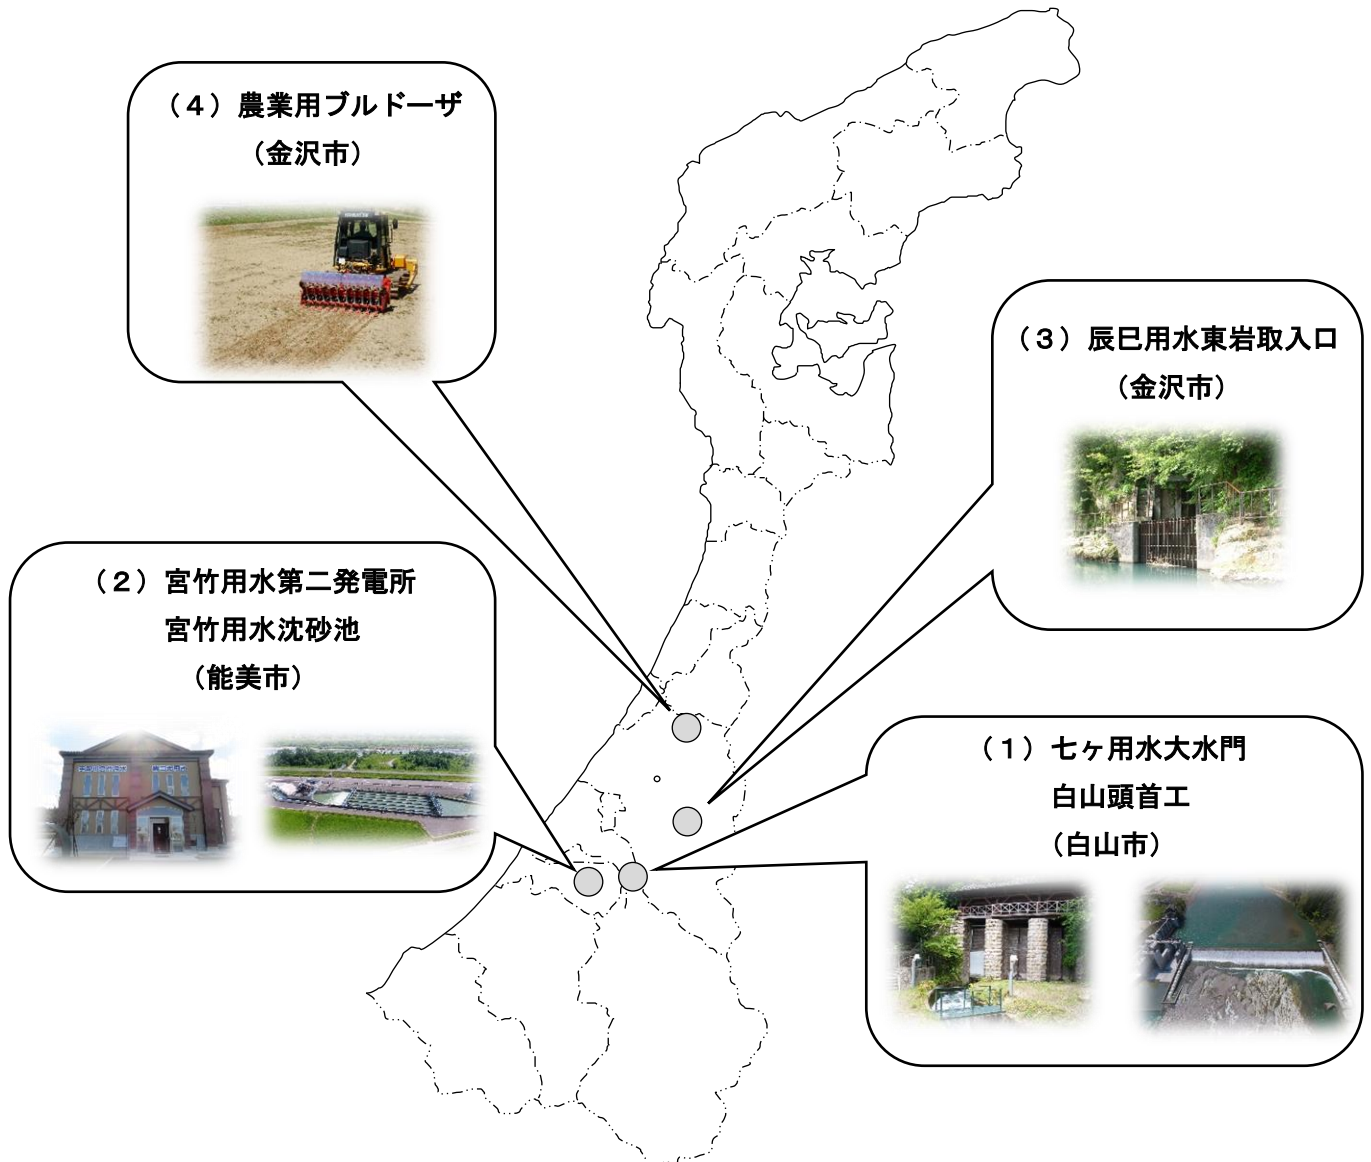 （４）農業用ブルドーザ
（金沢市）
（３）辰巳用水東岩取入口
（金沢市）
（２）宮竹用水第二発電所
宮竹用水沈砂池
（能美市）
（１）七ヶ用水大水門
白山頭首工
（白山市）